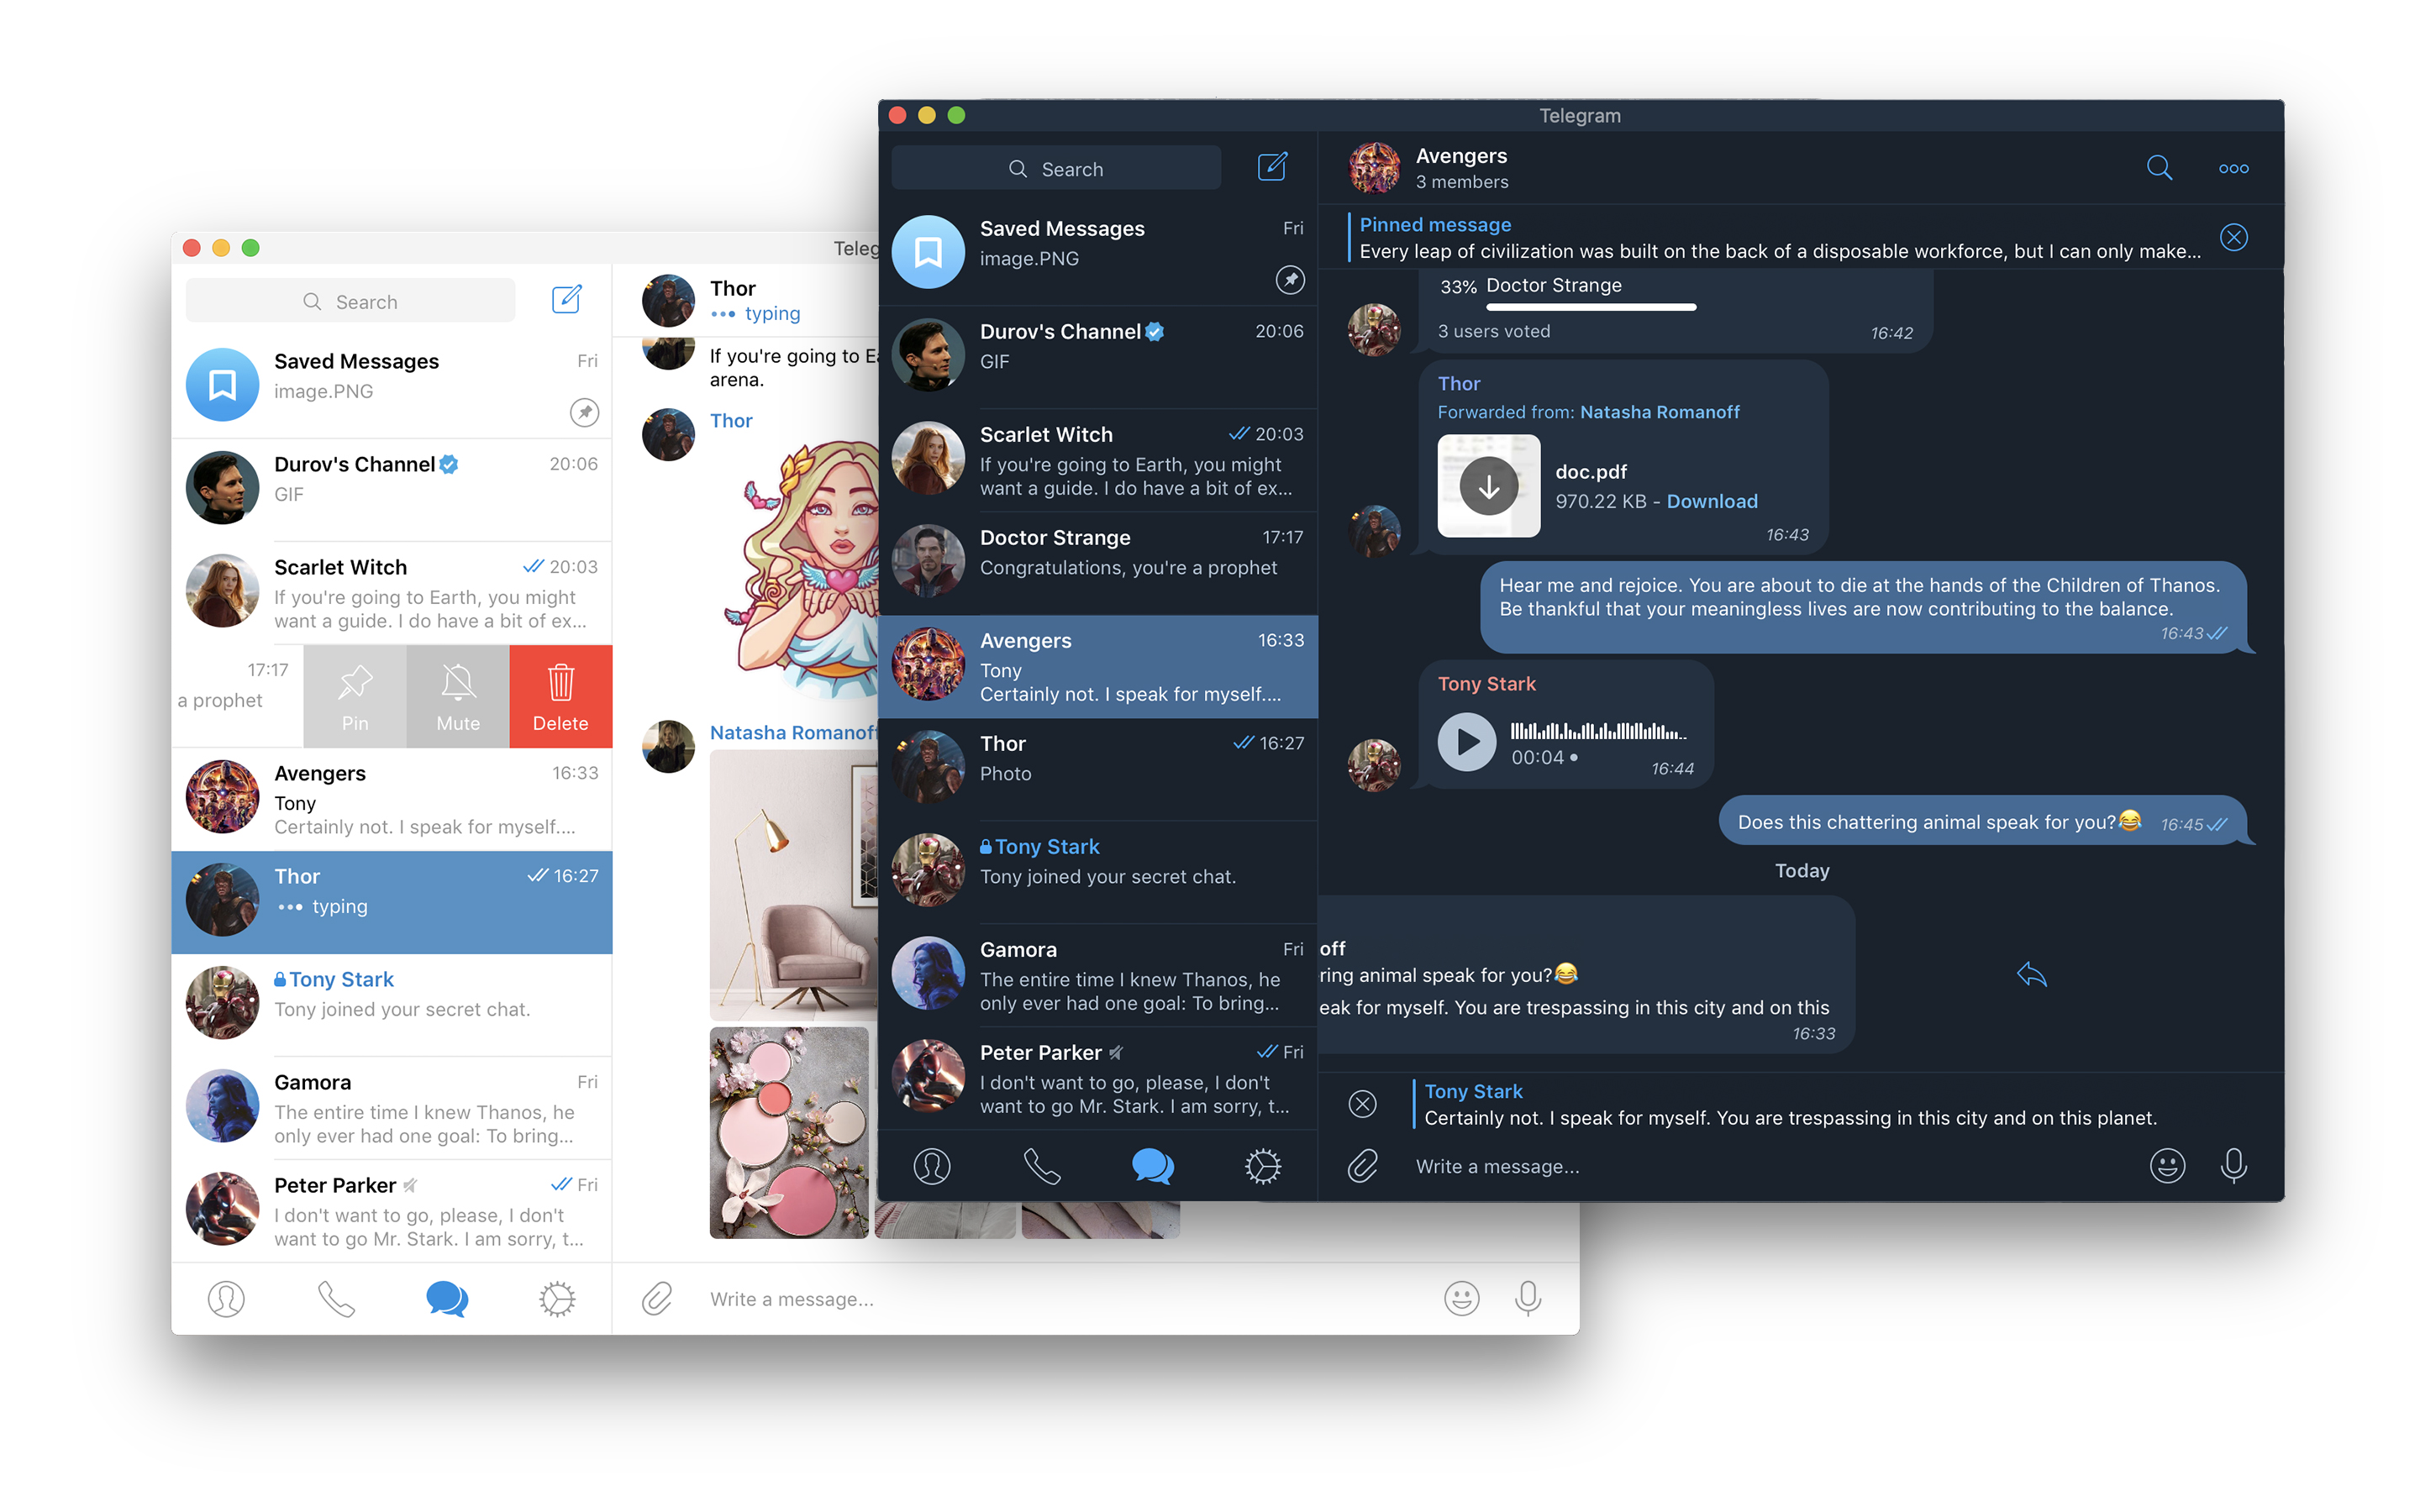 Teleg
Search
Saved Messages
Fri
image.PNG
Durov's Channel
20:06
GIF
Scarlet Witch
20:03
If you're going to Earth, you might
want a guide. I do have a bit of ex...
17:17
a prophet
Pin
Mute
Delete
Avengers
16:33
Tony
Certainly not. I speak for myself....
Thor
16:27
typing
Tony Stark
Tony joined your secret chat.
Gamora
Fri
The entire time I knew Thanos, he
only ever had one goal: To bring...
Peter Parker
Fri
I don't want to go, please, I don't
want to go Mr. Stark. I am sorry, t...
Thor
typing
If you're going to Ea
arena.
Thor
Natasha Romanoff
Write a message...
Telegram
Search
Saved Messages
Fri
image.PNG
Durov's Channel
20:06
GIF
Scarlet Witch
20:03
If you're going to Earth, you might
want a guide. I do have a bit of ex...
Doctor Strange
17:17
Congratulations, you're a prophet
Avengers
16:33
Tony
Certainly not. I speak for myself....
Thor
16:27
Photo
Tony Stark
Tony joined your secret chat.
Gamora
Fri
The entire time I knew Thanos, he
only ever had one goal: To bring...
Peter Parker
Fri
I don't want to go, please, I don't
want to go Mr. Stark. I am sorry, t...
Avengers
3 members
Pinned message
Every leap of civilization was built on the back of a disposable workforce, but I can only make...
33% Doctor Strange
3 users voted
16:42
Thor
Forwarded from: Natasha Romanoff
doc.pdf
970.22 KB - Download
16:43
Hear me and rejoice. You are about to die at the hands of the Children of Thanos.
Be thankful that your meaningless lives are now contributing to the balance.
16:43
Tony Stark
00:04
16:44
Does this chattering animal speak for you?😂
16:45
Today
off
ring animal speak for you?😂
eak for myself. You are trespassing in this city and on this
16:33
Tony Stark
Certainly not. I speak for myself. You are trespassing in this city and on this planet.
Write a message...